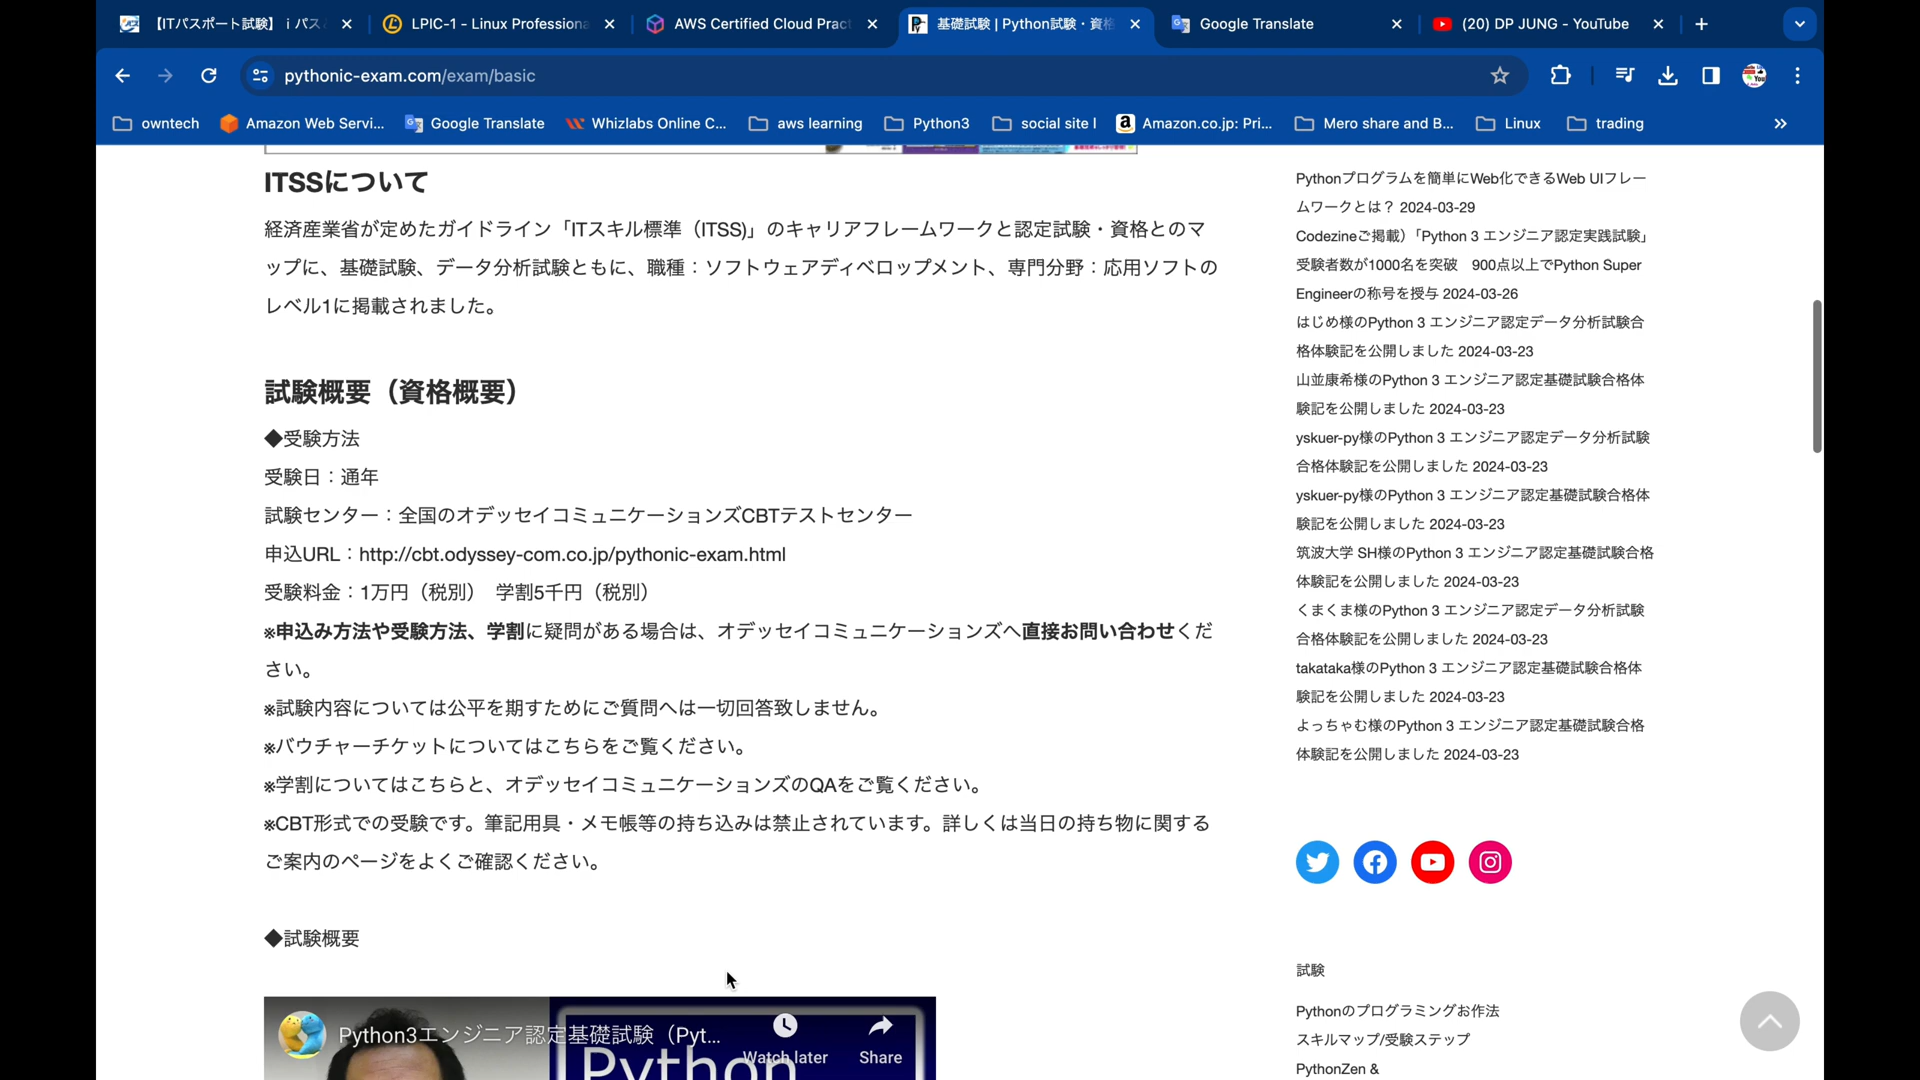 【ITパスポート試験】 i パス
LPIC-1 - Linux Professiona
AWS Certified Cloud Pract
基礎試験 | Python試験・資格
Google Translate
(20) DP JUNG - YouTube
pythonic-exam.com/exam/basic
owntech
Amazon Web Servi...
Google Translate
Whizlabs Online C...
aws learning
Python3
social site l
Amazon.co.jp: Pri...
Mero share and B...
Linux
trading
ITSSについて
経済産業省が定めたガイドライン「ITスキル標準（ITSS)」のキャリアフレームワークと認定試験・資格とのマ
ップに、基礎試験、データ分析試験ともに、職種：ソフトウェアディベロップメント、専門分野：応用ソフトの
レベル1に掲載されました。
試験概要（資格概要）
◆受験方法
受験日：通年
試験センター：全国のオデッセイコミュニケーションズCBTテストセンター
申込URL：http://cbt.odyssey-com.co.jp/pythonic-exam.html
受験料金：1万円（税別）　学割5千円（税別）
※申込み方法や受験方法、学割に疑問がある場合は、オデッセイコミュニケーションズへ直接お問い合わせくだ
さい。
※試験内容については公平を期すためにご質問へは一切回答致しません。
※バウチャーチケットについてはこちらをご覧ください。
※学割についてはこちらと、オデッセイコミュニケーションズのQAをご覧ください。
※CBT形式での受験です。筆記用具・メモ帳等の持ち込みは禁止されています。詳しくは当日の持ち物に関する
ご案内のページをよくご確認ください。
◆試験概要
Python3エンジニア認定基礎試験（Pyt...
Watch later
Share
Python
Pythonプログラムを簡単にWeb化できるWeb UIフレー
ムワークとは？ 2024-03-29
Codezineご掲載）「Python 3 エンジニア認定実践試験」
受験者数が1000名を突破　900点以上でPython Super
Engineerの称号を授与 2024-03-26
はじめ様のPython 3 エンジニア認定データ分析試験合
格体験記を公開しました 2024-03-23
山並康希様のPython 3 エンジニア認定基礎試験合格体
験記を公開しました 2024-03-23
yskuer-py様のPython 3 エンジニア認定データ分析試験
合格体験記を公開しました 2024-03-23
yskuer-py様のPython 3 エンジニア認定基礎試験合格体
験記を公開しました 2024-03-23
筑波大学 SH様のPython 3 エンジニア認定基礎試験合格
体験記を公開しました 2024-03-23
くまくま様のPython 3 エンジニア認定データ分析試験
合格体験記を公開しました 2024-03-23
takataka様のPython 3 エンジニア認定基礎試験合格体
験記を公開しました 2024-03-23
よっちゃむ様のPython 3 エンジニア認定基礎試験合格
体験記を公開しました 2024-03-23
試験
Pythonのプログラミングお作法
スキルマップ/受験ステップ
PythonZen &